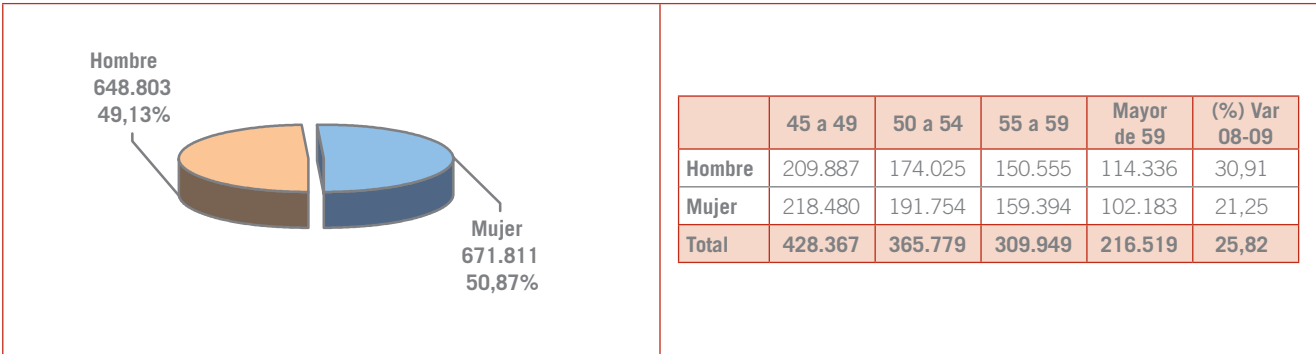 Hombre
648.803
49,13%
Mujer
671.811
50,87%
45 a 49 50 a 54 55 a 59 Mayor de 59 (%) Var 08-09
Hombre 209.887 174.025 150.555 114.336 30,91
Mujer 218.480 191.754 159.394 102.183 21,25
Total 428.367 365.779 309.949 216.519 25,82